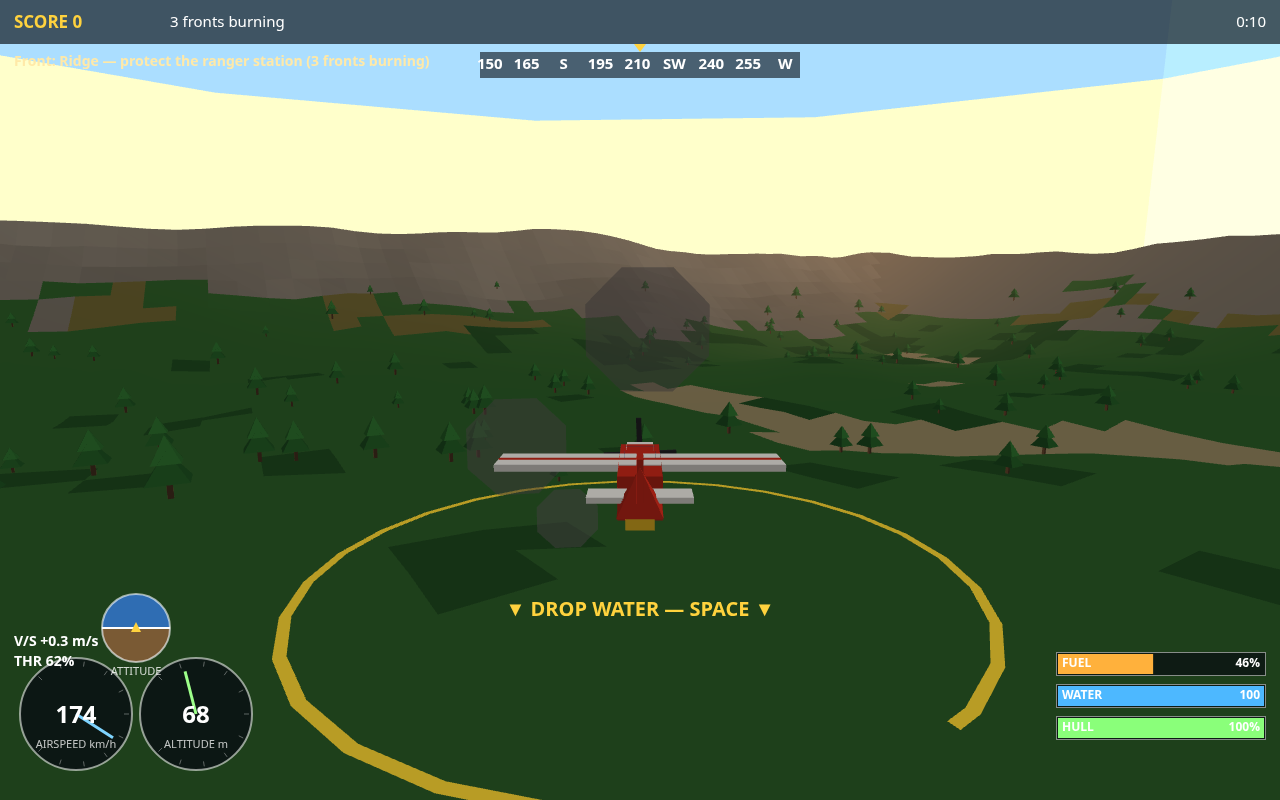 SCORE 0
3 fronts burning
0:10
Front: Ridge — protect the ranger station (3 fronts burning)
150 165 S 195 210 SW 240 255 W
▼ DROP WATER — SPACE ▼
V/S +0.3 m/s
THR 62%
ATTITUDE
174
AIRSPEED km/h
68
ALTITUDE m
FUEL 46%
WATER 100
HULL 100%